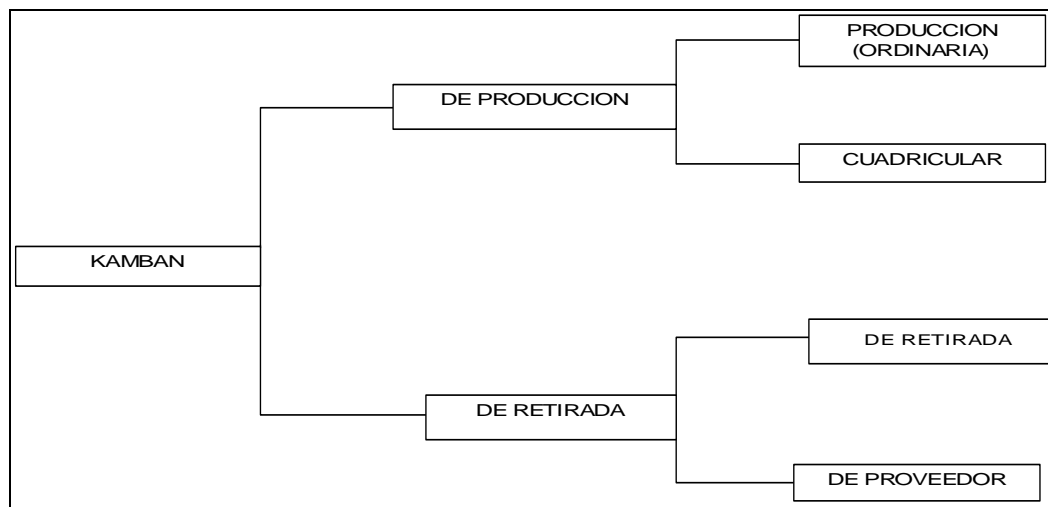 PRODUCCION
(ORDINARIA)
DE PRODUCCION
CUADRICULAR
KAMBAN
DE RETIRADA
DE RETIRADA
DE PROVEEDOR